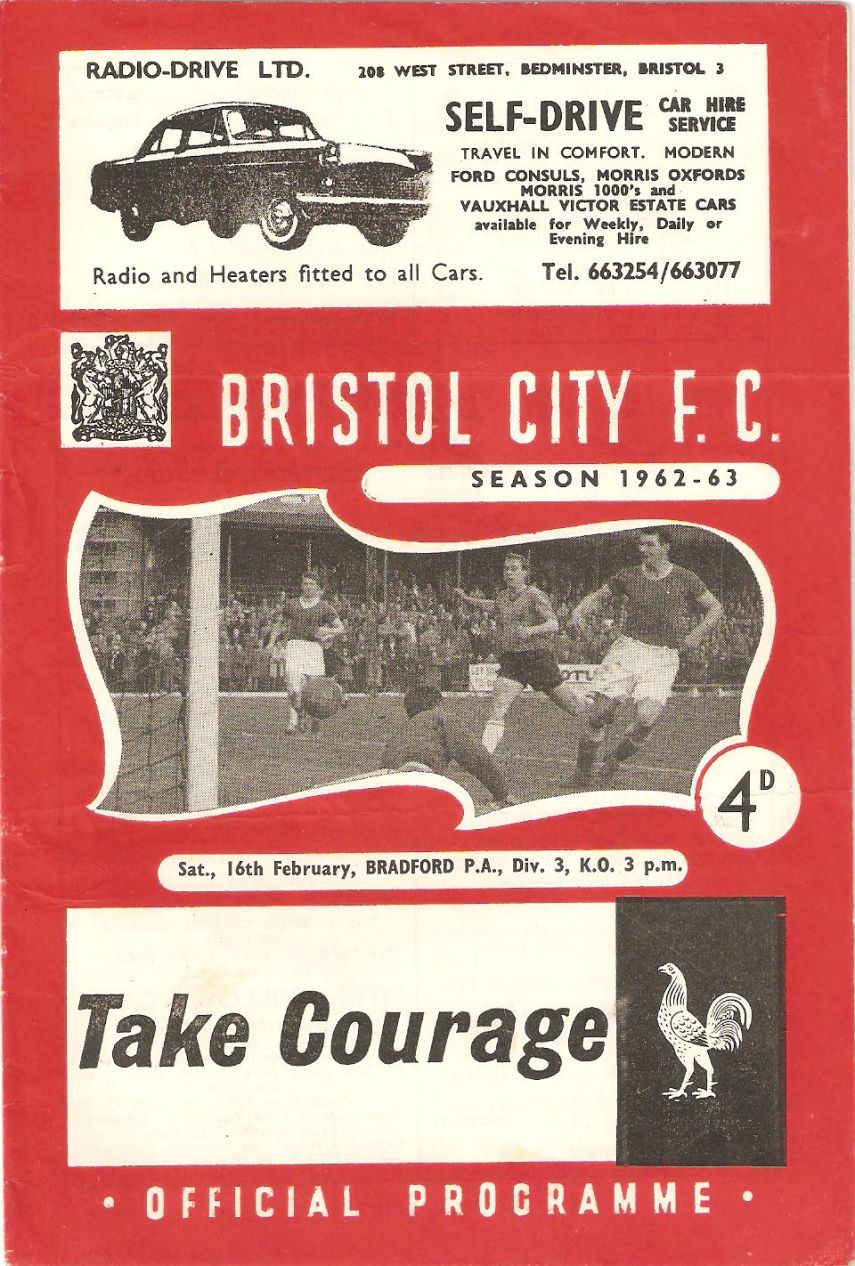 RADIO-DRIVE LTD. 208 WEST STREET, BEDMINSTER, BRISTOL 3
SELF-DRIVE CAR HIRE SERVICE
TRAVEL IN COMFORT. MODERN
FORD CONSULS, MORRIS OXFORDS
MORRIS 1000's and
VAUXHALL VICTOR ESTATE CARS
available for Weekly, Daily or
Evening Hire
Radio and Heaters fitted to all Cars. Tel. 663254/663077
BRISTOL CITY F.C.
SEASON 1962-63
4D
Sat., 16th February, BRADFORD P.A., Div. 3, K.O. 3 p.m.
Take Courage
• OFFICIAL PROGRAMME •